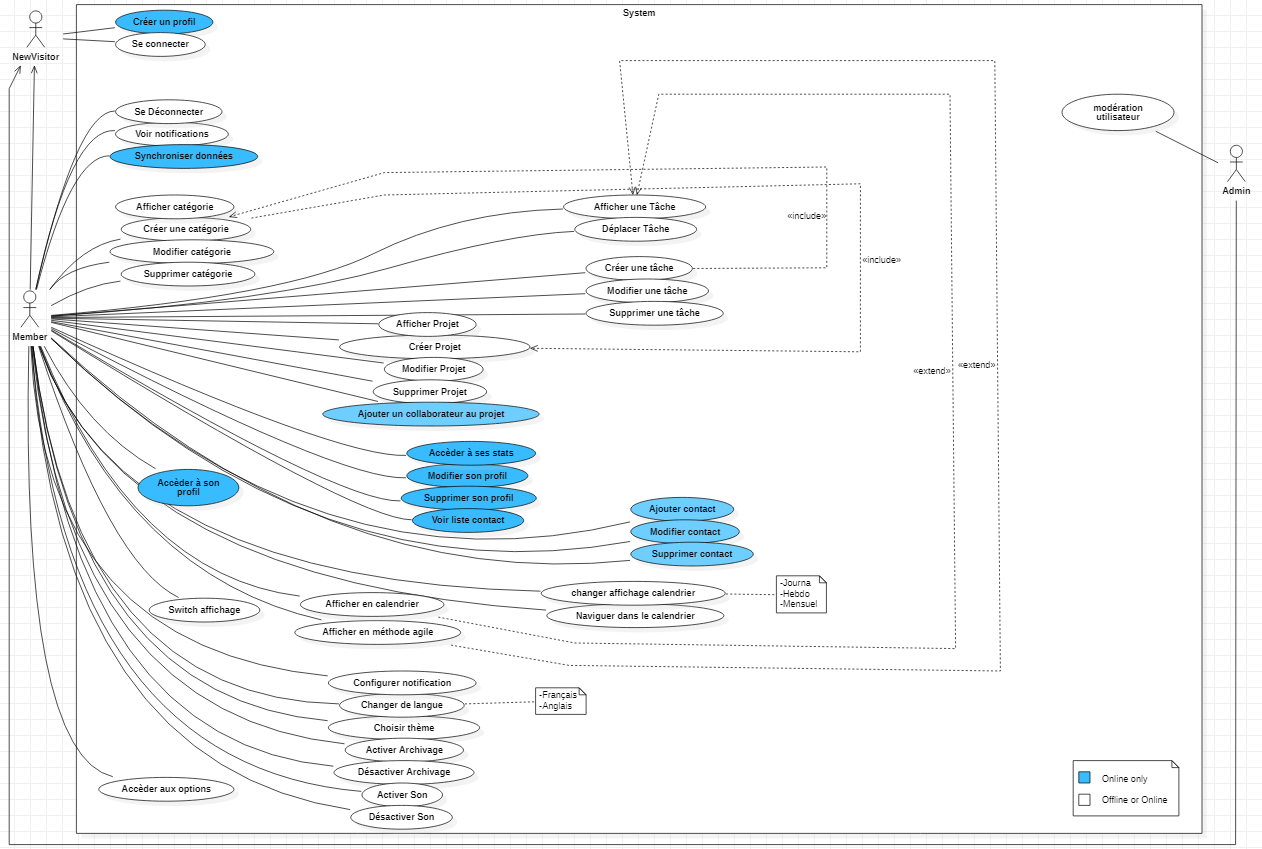 System
Créer un profil
Se connecter
NewVisitor
Se Déconnecter
Voir notifications
Synchroniser données
modération
utilisateur
Admin
Afficher catégorie
Créer une catégorie
Modifier catégorie
Supprimer catégorie
Afficher une Tâche
Déplacer Tâche
«include»
«include»
Créer une tâche
Modifier une tâche
Supprimer une tâche
Member
Afficher Projet
Créer Projet
Modifier Projet
Supprimer Projet
Ajouter un collaborateur au projet
«extend»
«extend»
Accèder à ses stats
Modifier son profil
Supprimer son profil
Voir liste contact
Accèder à son
profil
Ajouter contact
Modifier contact
Supprimer contact
Switch affichage
Afficher en calendrier
Afficher en méthode agile
changer affichage calendrier
Naviguer dans le calendrier
-Journa
-Hebdo
-Mensuel
Configurer notification
Changer de langue
Choisir thème
Activer Archivage
Désactiver Archivage
Activer Son
Désactiver Son
-Français
-Anglais
Accèder aux options
Online only
Offline or Online